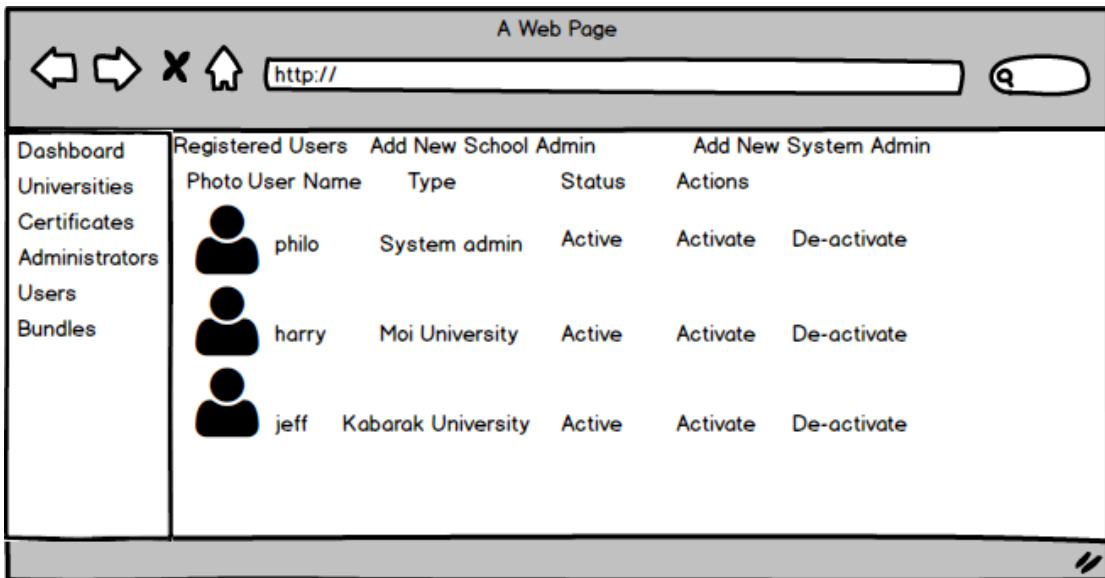 A Web Page
http://
Dashboard
Universities
Certificates
Administrators
Users
Bundles
Registered Users Add New School Admin Add New System Admin
Photo User Name Type Status Actions
philo System admin Active Activate De-activate
harry Moi University Active Activate De-activate
jeff Kabarak University Active Activate De-activate